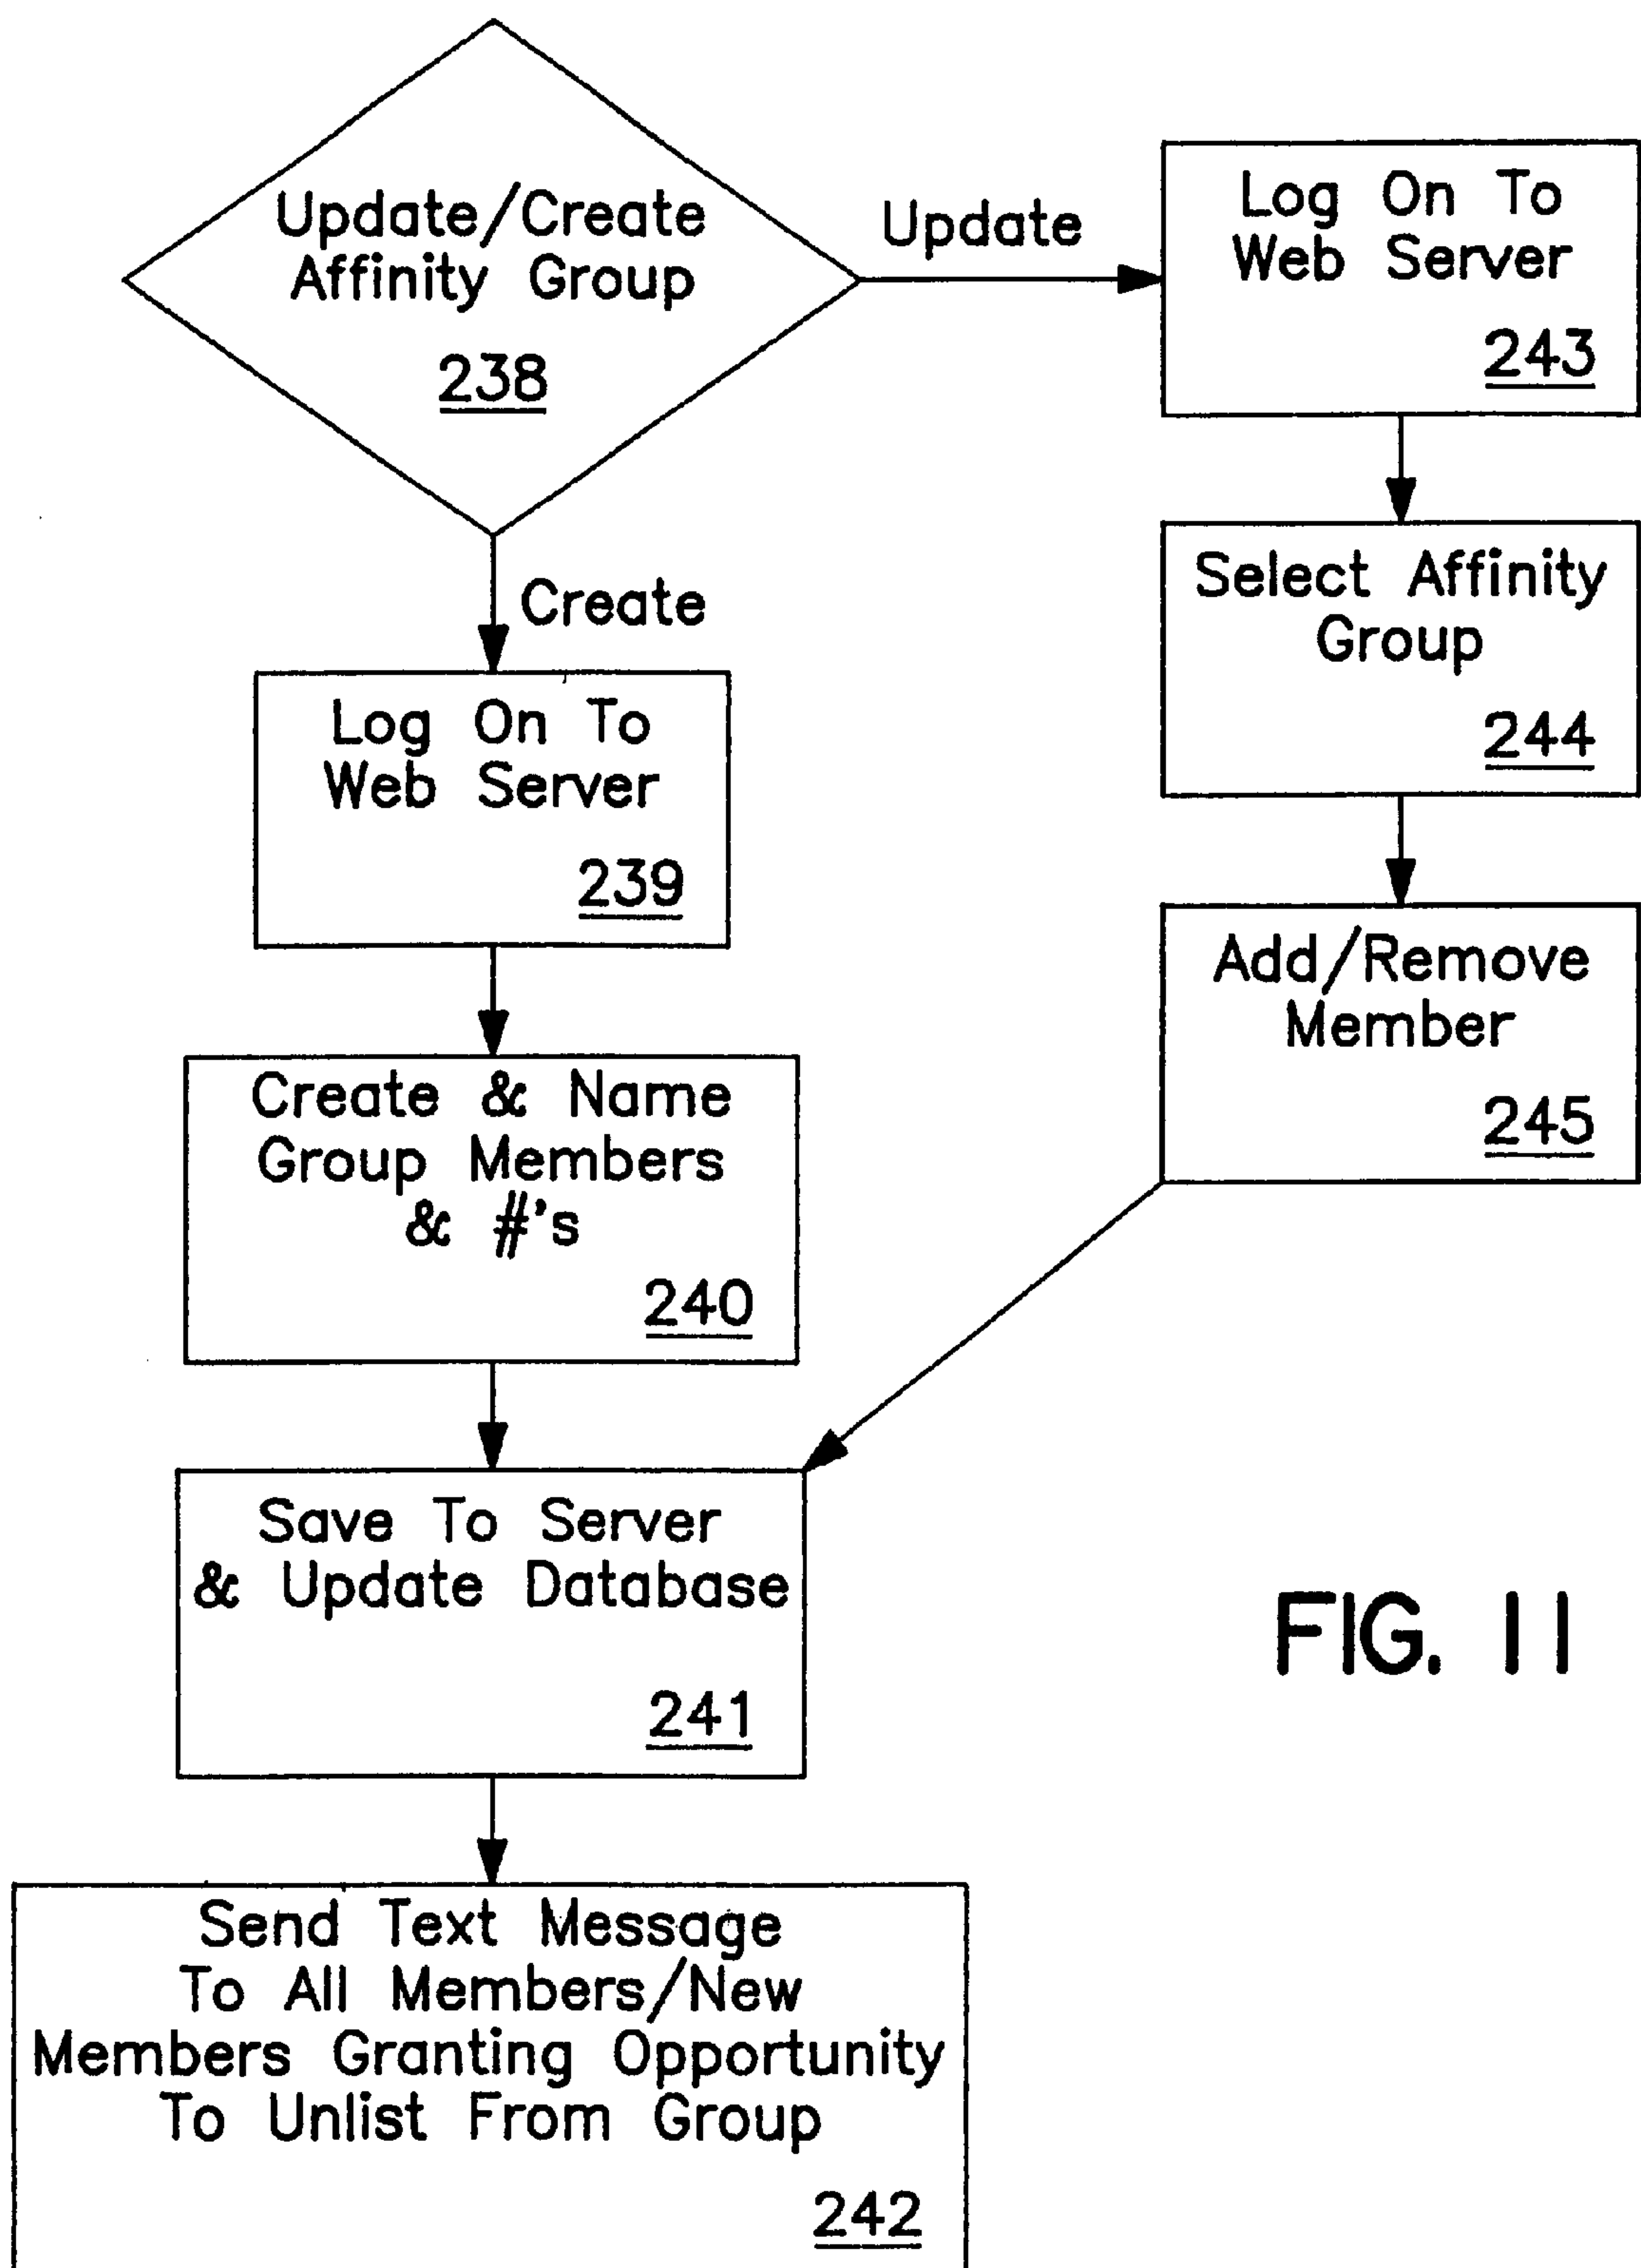 Update/Create
Affinity Group
238
Update
Log On To
Web Server
243
Create
Select Affinity
Group
244
Log On To
Web Server
239
Add/Remove
Member
245
Create & Name
Group Members
& #'s
240
Save To Server
& Update Database
241
FIG. 11
Send Text Message
To All Members/New
Members Granting Opportunity
To Unlist From Group
242